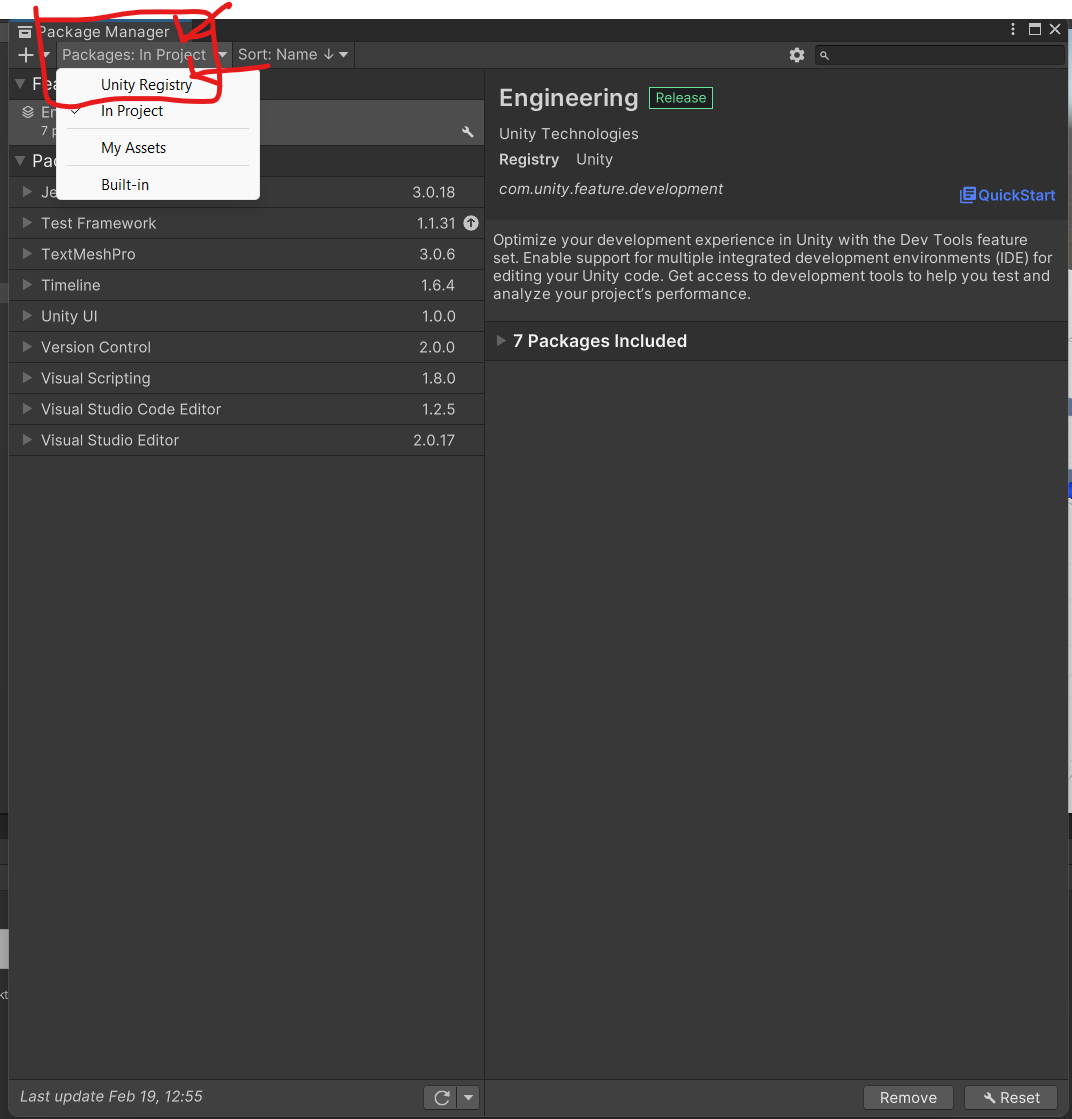 Package Manager
Packages: In Project
Sort: Name
Unity Registry
In Project
My Assets
Built-in
Fea
En
7 p
Pac
Je
3.0.18
Test Framework 1.1.31
TextMeshPro 3.0.6
Timeline 1.6.4
Unity UI 1.0.0
Version Control 2.0.0
Visual Scripting 1.8.0
Visual Studio Code Editor 1.2.5
Visual Studio Editor 2.0.17
Last update Feb 19, 12:55
Engineering Release
Unity Technologies
Registry Unity
com.unity.feature.development
QuickStart
Optimize your development experience in Unity with the Dev Tools feature
set. Enable support for multiple integrated development environments (IDE) for
editing your Unity code. Get access to development tools to help you test and
analyze your project's performance.
7 Packages Included
Remove
Reset